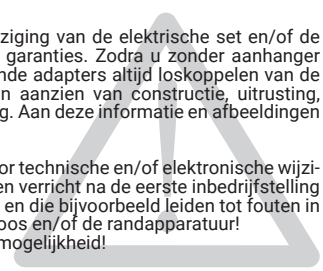 ziging van de elektrische set en/of de
garanties. Zodra u zonder aanhanger
nde adapters altijd loskoppelen van de
n aanzien van constructie, uitrusting,
g. Aan deze informatie en afbeeldingen
or technische en/of elektronische wijzi-
en verricht na de eerste inbedrijfstelling
en die bijvoorbeeld leiden tot fouten in
oos en/of de randapparatuur!
mogelijkheid!